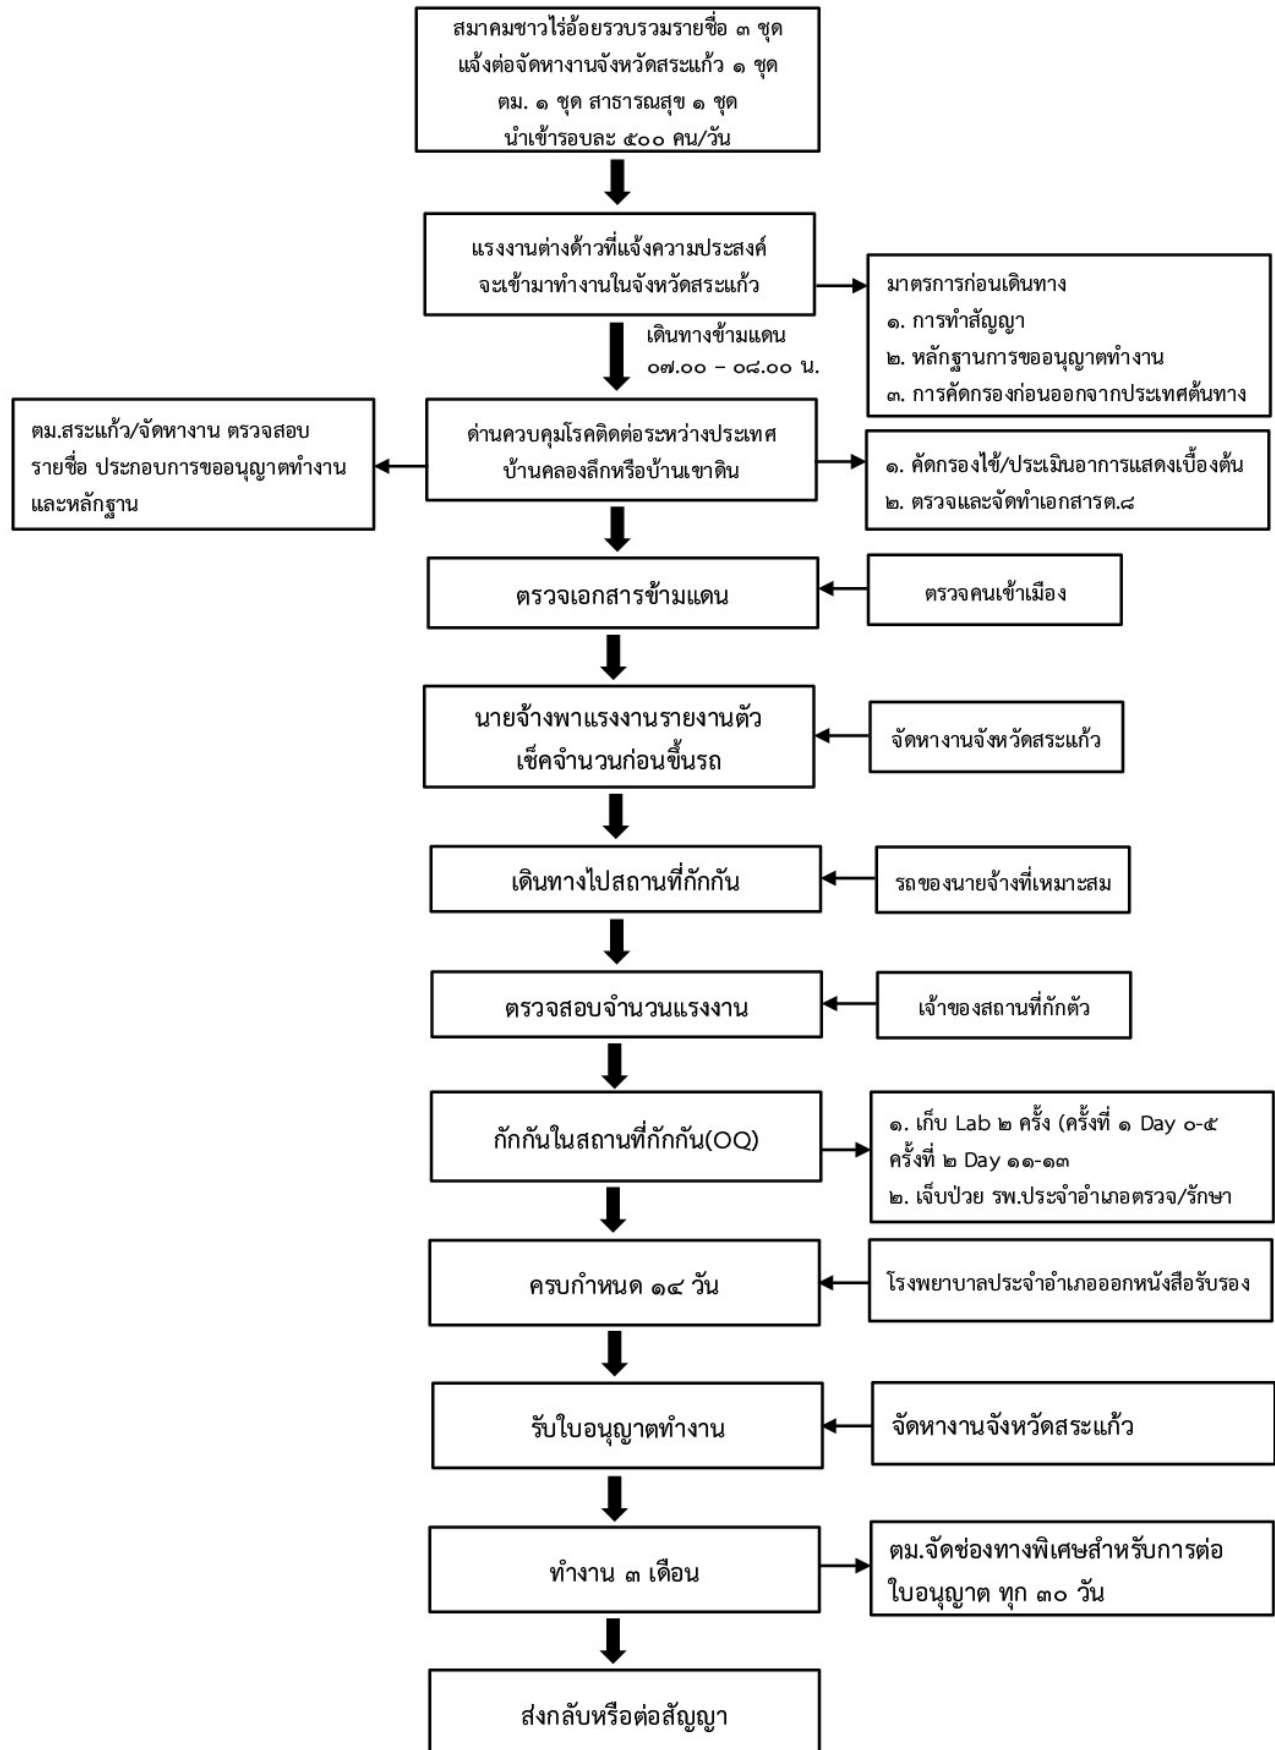 สมาคมชาวไร่อ้อยรวบรวมรายชื่อ ๓ ชุด
แจ้งต่อจัดหางานจังหวัดสระแก้ว ๑ ชุด
ตม. ๑ ชุด สาธารณสุข ๑ ชุด
นำเข้ารอบละ ๕๐๐ คน/วัน
แรงงานต่างด้าวที่แจ้งความประสงค์
จะเข้ามาทำงานในจังหวัดสระแก้ว
มาตรการก่อนเดินทาง
๑. การทำสัญญา
๒. หลักฐานการขออนุญาตทำงาน
๓. การคัดกรองก่อนออกจากประเทศต้นทาง
เดินทางข้ามแดน
๐๗.๐๐ – ๐๘.๐๐ น.
ตม.สระแก้ว/จัดหางาน ตรวจสอบ
รายชื่อ ประกอบการขออนุญาตทำงาน
และหลักฐาน
ด่านควบคุมโรคติดต่อระหว่างประเทศ
บ้านคลองลึกหรือบ้านเขาดิน
๑. คัดกรองไข้/ประเมินอาการแสดงเบื้องต้น
๒. ตรวจและจัดทำเอกสารต.๘
ตรวจเอกสารข้ามแดน
ตรวจคนเข้าเมือง
นายจ้างพาแรงงานรายงานตัว
เช็คจำนวนก่อนขึ้นรถ
จัดหางานจังหวัดสระแก้ว
เดินทางไปสถานที่กักกัน
รถของนายจ้างที่เหมาะสม
ตรวจสอบจำนวนแรงงาน
เจ้าของสถานที่กักตัว
กักกันในสถานที่กักกัน(OQ)
๑. เก็บ Lab ๒ ครั้ง (ครั้งที่ ๑ Day ๐-๕
ครั้งที่ ๒ Day ๑๑-๑๓
๒. เจ็บป่วย รพ.ประจำอำเภอตรวจ/รักษา
ครบกำหนด ๑๔ วัน
โรงพยาบาลประจำอำเภอออกหนังสือรับรอง
รับใบอนุญาตทำงาน
จัดหางานจังหวัดสระแก้ว
ทำงาน ๓ เดือน
ตม.จัดช่องทางพิเศษสำหรับการต่อ
ใบอนุญาต ทุก ๓๐ วัน
ส่งกลับหรือต่อสัญญา